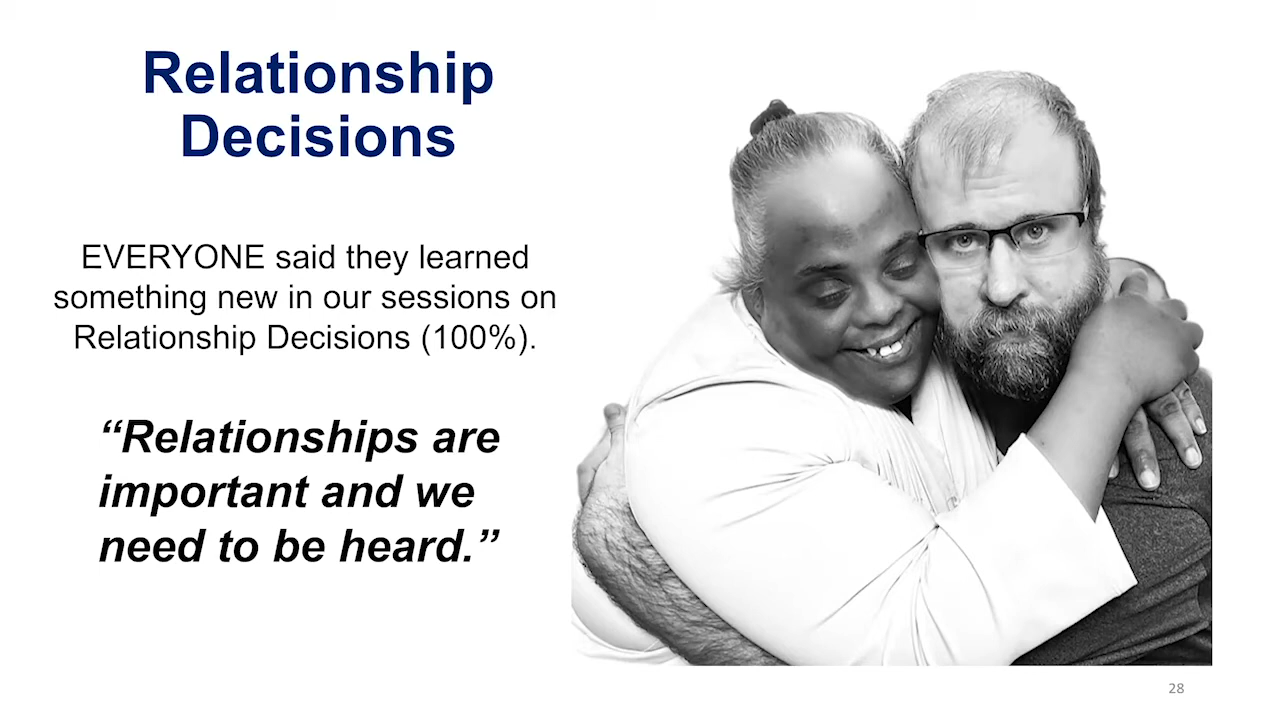 Relationship
Decisions
EVERYONE said they learned
something new in our sessions on
Relationship Decisions (100%).
“Relationships are
important and we
need to be heard.”
28